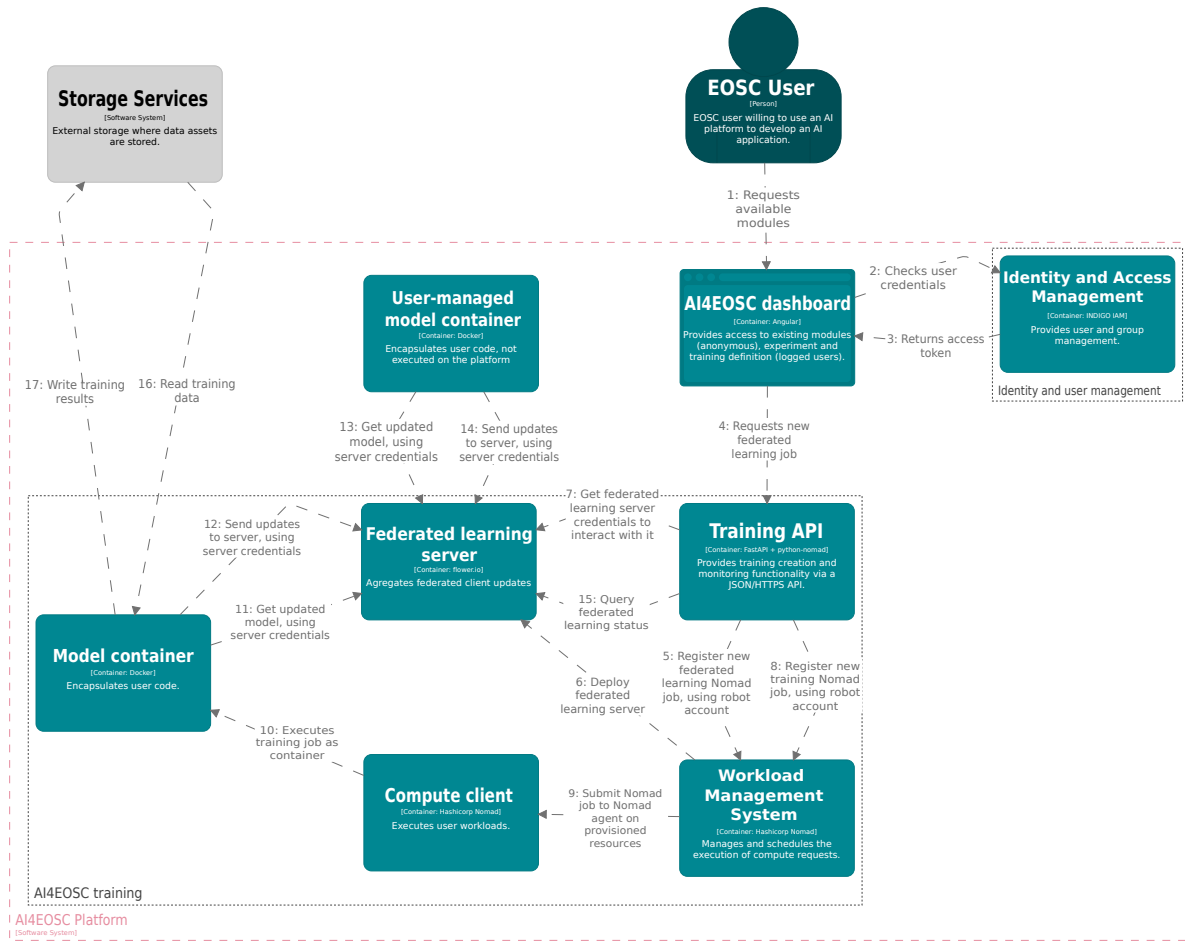 EOSC User
[Person]
EOSC user willing to use an AI
platform to develop an AI
application.
Storage Services
[Software System]
External storage where data assets
are stored.
1: Requests
available
modules
User-managed
model container
[Container: Docker]
Encapsulates user code, not
executed on the platform
AI4EOSC dashboard
[Container: Angular]
Provides access to existing modules
(anonymous), experiment and
training definition (logged users).
2: Checks user
credentials
3: Returns access
token
Identity and Access
Management
[Container: INDIGO IAM]
Provides user and group
management.
Identity and user management
17: Write training
results
16: Read training
data
13: Get updated
model, using
server credentials
14: Send updates
to server, using
server credentials
4: Requests new
federated
learning job
7: Get federated
learning server
credentials to
interact with it
12: Send updates
to server, using
server credentials
Federated learning
server
[Container: flower.io]
Agregates federated client updates
Training API
[Container: FastAPI + python-nomad]
Provides training creation and
monitoring functionality via a
JSON/HTTPS API.
11: Get updated
model, using
server credentials
15: Query
federated
learning status
Model container
[Container: Docker]
Encapsulates user code.
5: Register new
federated
learning Nomad
job, using robot
account
8: Register new
training Nomad
job, using robot
account
6: Deploy
federated
learning server
10: Executes
training job as
container
Compute client
[Container: Hashicorp Nomad]
Executes user workloads.
9: Submit Nomad
job to Nomad
agent on
provisioned
resources
Workload
Management
System
[Container: Hashicorp Nomad]
Manages and schedules the
execution of compute requests.
AI4EOSC training
AI4EOSC Platform
[Software System]